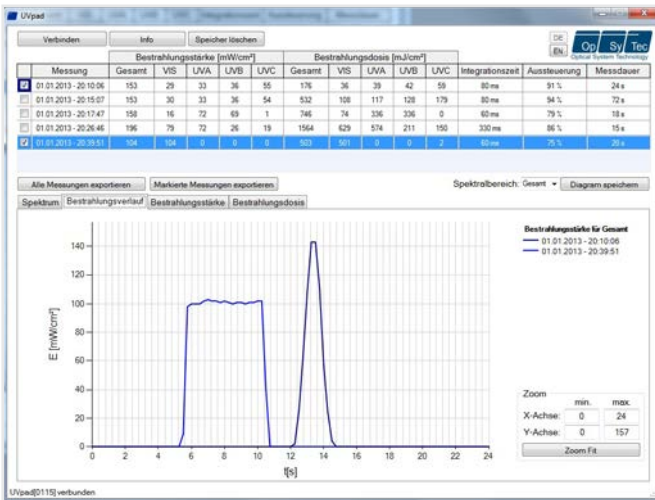 UVpad
Verbinden Info Speicher löschen
DE
EN
Op Sy Tec
Optical System Technology
Bestrahlungsstärke [mW/cm²] Bestrahlungsdosis [mJ/cm²]
Messung Gesamt VIS UVA UVB UVC Gesamt VIS UVA UVB UVC Integrationszeit Aussteuerung Messdauer
01.01.2013 - 20:10:06 153 29 33 36 55 176 36 39 42 59 80 ms 91 % 24 s
01.01.2013 - 20:15:07 153 30 33 36 54 532 108 117 128 179 80 ms 94 % 72 s
01.01.2013 - 20:17:47 158 16 72 69 1 746 74 336 336 0 60 ms 79 % 18 s
01.01.2013 - 20:26:46 196 79 72 26 19 1564 629 574 211 150 330 ms 86 % 15 s
01.01.2013 - 20:39:51 104 104 0 0 0 503 501 0 0 2 60 ms 75 % 20 s
Alle Messungen exportieren Markierte Messungen exportieren Spektralbereich: Gesamt Diagram speichern
Spektrum Bestrahlungsverlauf Bestrahlungsstärke Bestrahlungsdosis
Bestrahlungsstärke für Gesamt
01.01.2013 - 20:10:06
01.01.2013 - 20:39:51
140
120
100
80
60
40
20
0
E [mW/cm²]
0 2 4 6 8 10 12 14 16 18 20 22 24
t[s]
Zoom
min. max.
X-Achse: 0 24
Y-Achse: 0 157
Zoom Fit
UVpad[0115] verbunden